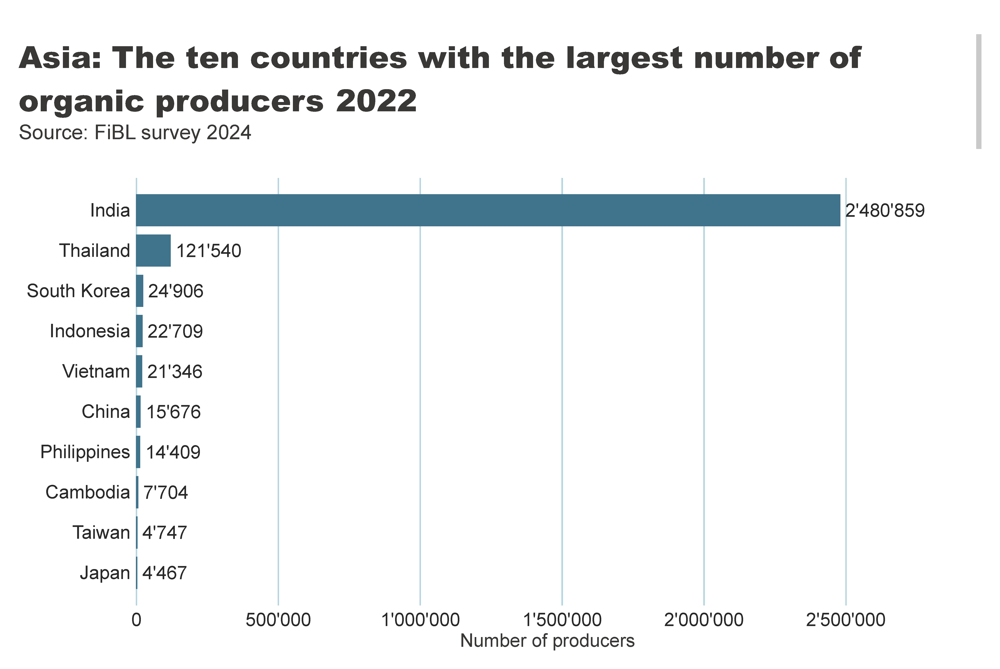 Asia: The ten countries with the largest number of
organic producers 2022
Source: FiBL survey 2024
India 2'480'859
Thailand 121'540
South Korea 24'906
Indonesia 22'709
Vietnam 21'346
China 15'676
Philippines 14'409
Cambodia 7'704
Taiwan 4'747
Japan 4'467
0 500'000 1'000'000 1'500'000 2'000'000 2'500'000
Number of producers